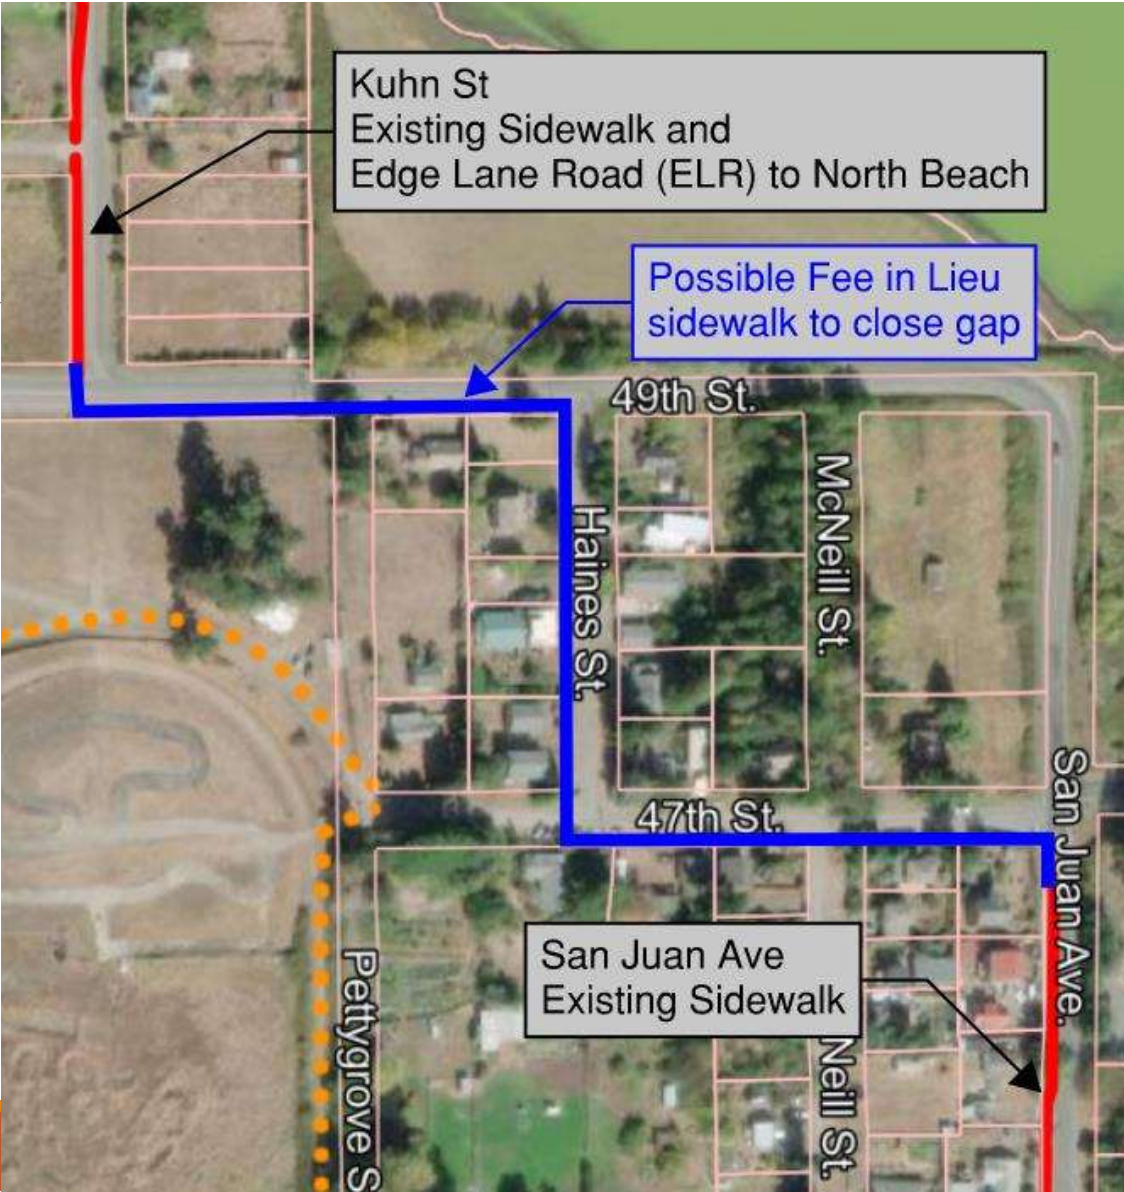 Kuhn St
Existing Sidewalk and
Edge Lane Road (ELR) to North Beach
Possible Fee in Lieu
sidewalk to close gap
49th St.
McNeill St.
Haines St.
47th St.
San Juan Ave.
San Juan Ave
Existing Sidewalk
Pettygrove S
Neill St.